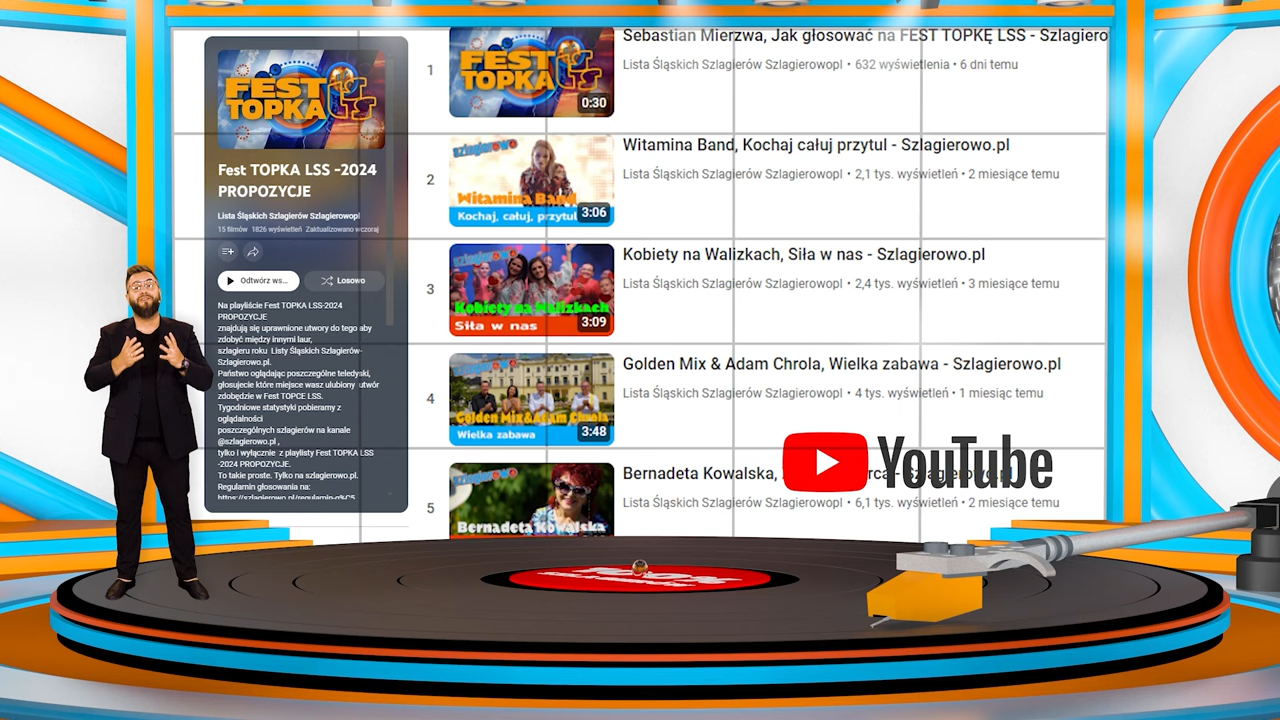 FEST
TOPKA LSS
Fest TOPKA LSS -2024
PROPOZYCJE
Lista Śląskich Szlagierów Szlagierowopl
15 filmów 1826 wyświetleń Zaktualizowano wczoraj
Odtwórz ws...
Losowo
Na playliście Fest TOPKA LSS-2024
PROPOZYCJE
znajdują się uprawnione utwory do tego aby
zdobyć między innymi laur,
szlagieru roku Listy Śląskich Szlagierów-
Szlagierowo.pl.
Państwo oglądając poszczególne teledyski,
głosujecie które miejsce wasz ulubiony utwór
zdobędzie w Fest TOPCE LSS.
Tygodniowe statystyki pobieramy z
oglądalności
poszczególnych szlagierów na kanale
@szlagierowo.pl ,
tylko i wyłącznie z playlisty Fest TOPKA LSS
-2024 PROPOZYCJE.
To takie proste. Tylko na szlagierowo.pl.
Regulamin głosowania na:
1
FEST
TOPKA LSS
0:30
Sebastian Mierzwa, Jak głosować na FEST TOPKĘ LSS - Szlagiero
Lista Śląskich Szlagierów Szlagierowopl • 632 wyświetlenia • 6 dni temu
2
szlagierowo
Witamina Band
Kochaj, całuj, przytul
3:06
Witamina Band, Kochaj całuj przytul - Szlagierowo.pl
Lista Śląskich Szlagierów Szlagierowopl • 2,1 tys. wyświetleń • 2 miesiące temu
3
szlagierowo
Kobiety na Walizkach
Siła w nas
3:09
Kobiety na Walizkach, Siła w nas - Szlagierowo.pl
Lista Śląskich Szlagierów Szlagierowopl • 2,4 tys. wyświetleń • 3 miesiące temu
4
szlagierowo
Golden Mix & Adam Chrola
Wielka zabawa
3:48
Golden Mix & Adam Chrola, Wielka zabawa - Szlagierowo.pl
Lista Śląskich Szlagierów Szlagierowopl • 4 tys. wyświetleń • 1 miesiąc temu
5
szlagierowo
Bernadeta Kowalska
Bernadeta Kowalska,
Lista Śląskich Szlagierów Szlagierowopl • 6,1 tys. wyświetleń • 2 miesiące temu
YouTube